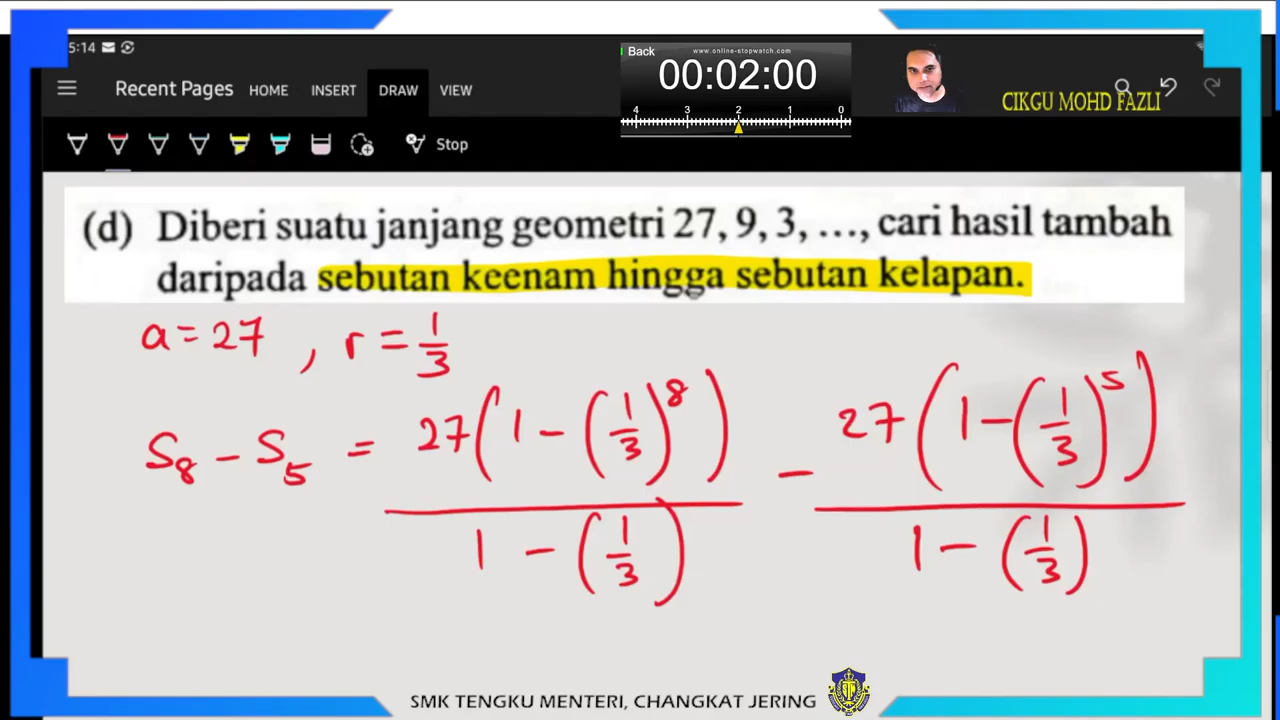 5:14
Back
www.online-stopwatch.com
00:02:00
4 3 2 1 0
CIKGU MOHD FAZLI
Recent Pages HOME INSERT DRAW VIEW
Stop
(d) Diberi suatu janjang geometri 27, 9, 3, ..., cari hasil tambah
daripada sebutan keenam hingga sebutan kelapan.
a = 27 , r = 1/3
S₈ - S₅ = 27(1 - (1/3)⁸) / 1 - (1/3) - 27(1 - (1/3)⁵) / 1 - (1/3)
SMK TENGKU MENTERI, CHANGKAT JERING